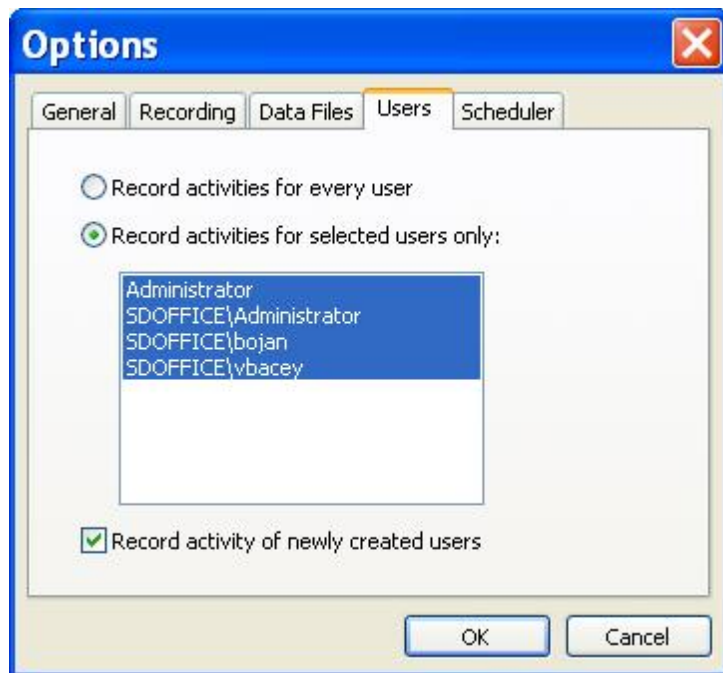 Options
General Recording Data Files Users Scheduler
Record activities for every user
Record activities for selected users only:
Administrator
SDOFFICE\Administrator
SDOFFICE\bojan
SDOFFICE\vbacey
Record activity of newly created users
OK Cancel